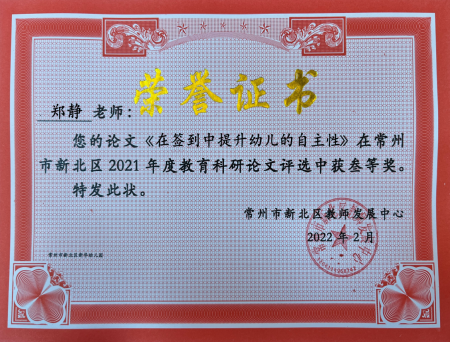 荣誉证书
郑静 老师：
您的论文《在签到中提升幼儿的自主性》在常州
市新北区2021年度教育科研论文评选中获叁等奖。
特发此状。
常州市新北区教师发展中心
2022年2月